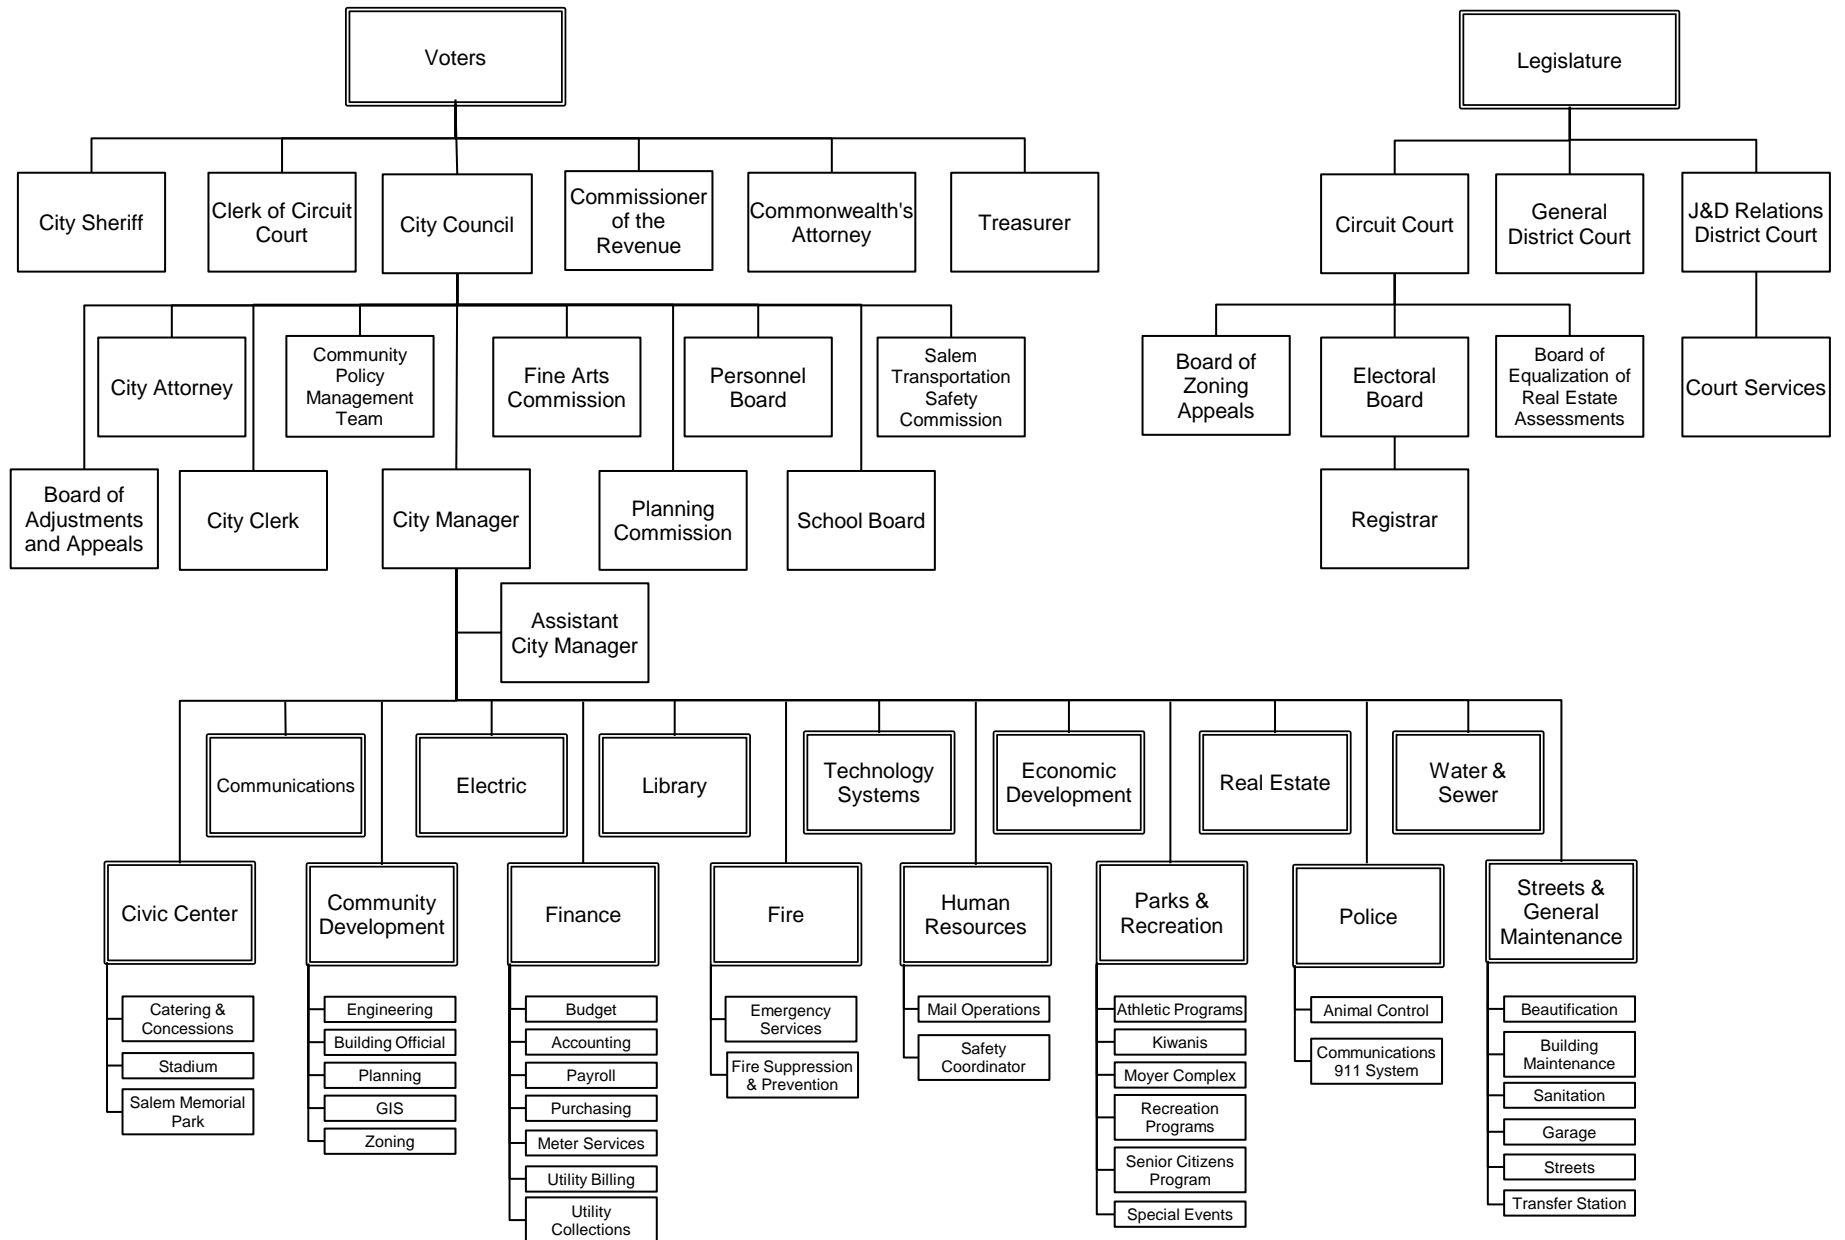 Voters
Legislature
City Sheriff
Clerk of Circuit
Court
City Council
Commissioner
of the
Revenue
Commonwealth's
Attorney
Treasurer
Circuit Court
General
District Court
J&D Relations
District Court
City Attorney
Community
Policy
Management
Team
Fine Arts
Commission
Personnel
Board
Salem
Transportation
Safety
Commission
Board of
Zoning
Appeals
Electoral
Board
Board of
Equalization of
Real Estate
Assessments
Court Services
Board of
Adjustments
and Appeals
City Clerk
City Manager
Planning
Commission
School Board
Registrar
Assistant
City Manager
Communications
Electric
Library
Technology
Systems
Economic
Development
Real Estate
Water &
Sewer
Civic Center
Community
Development
Finance
Fire
Human
Resources
Parks &
Recreation
Police
Streets &
General
Maintenance
Catering &
Concessions
Stadium
Salem Memorial
Park
Engineering
Building Official
Planning
GIS
Zoning
Budget
Accounting
Payroll
Purchasing
Meter Services
Utility Billing
Utility
Collections
Emergency
Services
Fire Suppression
& Prevention
Mail Operations
Safety
Coordinator
Athletic Programs
Kiwanis
Moyer Complex
Recreation
Programs
Senior Citizens
Program
Special Events
Animal Control
Communications
911 System
Beautification
Building
Maintenance
Sanitation
Garage
Streets
Transfer Station